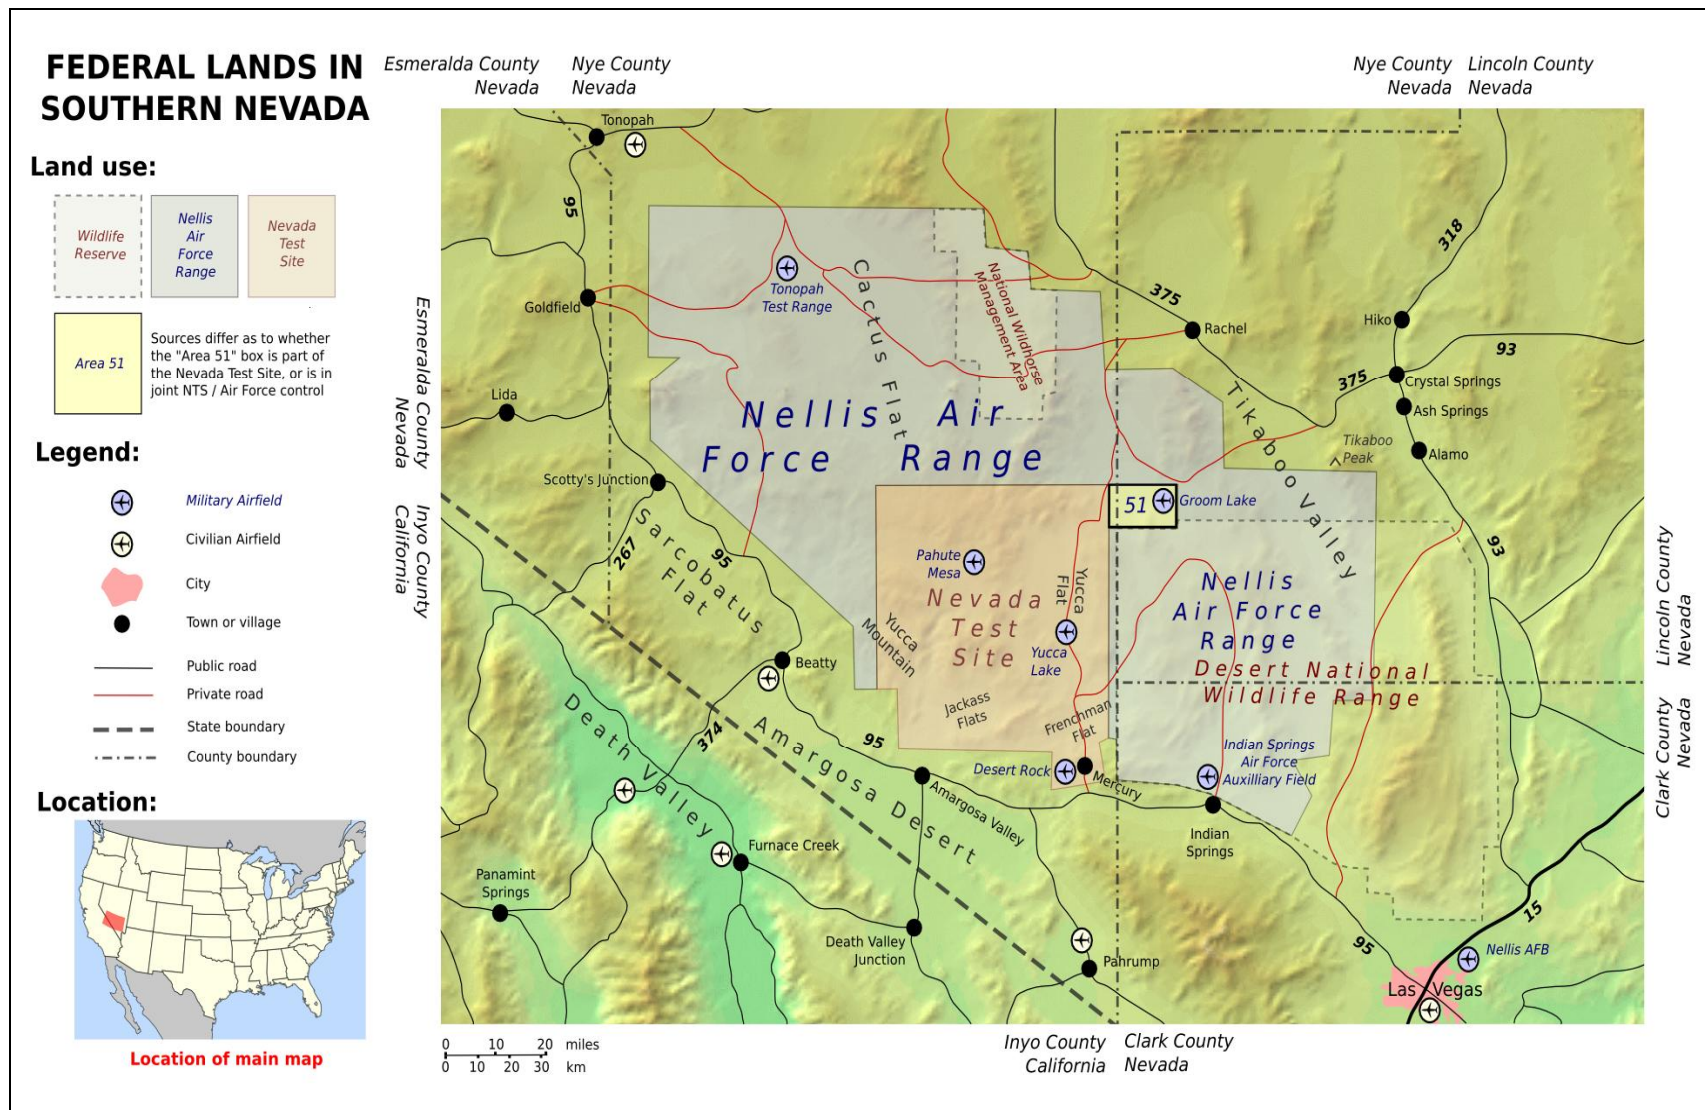 FEDERAL LANDS IN
SOUTHERN NEVADA
Land use:
Wildlife
Reserve
Nellis
Air
Force
Range
Nevada
Test
Site
Area 51
Sources differ as to whether
the "Area 51" box is part of
the Nevada Test Site, or is in
joint NTS / Air Force control
Legend:
Military Airfield
Civilian Airfield
City
Town or village
Public road
Private road
State boundary
County boundary
Location:
Location of main map
Esmeralda County
Nevada
Nye County
Nevada
Nye County
Nevada
Lincoln County
Nevada
Esmeralda County
Nevada
Inyo County
California
Lincoln County
Nevada
Clark County
Nevada
Inyo County
California
Clark County
Nevada
0 10 20 miles
0 10 20 30 km
Tonopah
95
318
Cactus Flat
Tonopah
Test Range
National Wildhorse
Management Area
375
Goldfield
Rachel
Hiko
93
375
Crystal Springs
Ash Springs
Lida
Nellis Air
Force Range
Tikaboo Valley
Tikaboo
Peak
Alamo
Scotty's Junction
51
Groom Lake
Sarcobatus
Flat
267
95
93
Pahute
Mesa
Yucca
Flat
Nevada
Test
Site
Nellis
Air Force
Range
Yucca
Mountain
Yucca
Lake
Desert National
Wildlife Range
Beatty
Jackass
Flats
Frenchman
Flat
Death Valley
374
Amargosa Desert
95
Desert Rock
Mercury
Indian Springs
Air Force
Auxilliary Field
Amargosa Valley
Indian
Springs
Furnace Creek
Panamint
Springs
Death Valley
Junction
Pahrump
95
15
Nellis AFB
Las Vegas